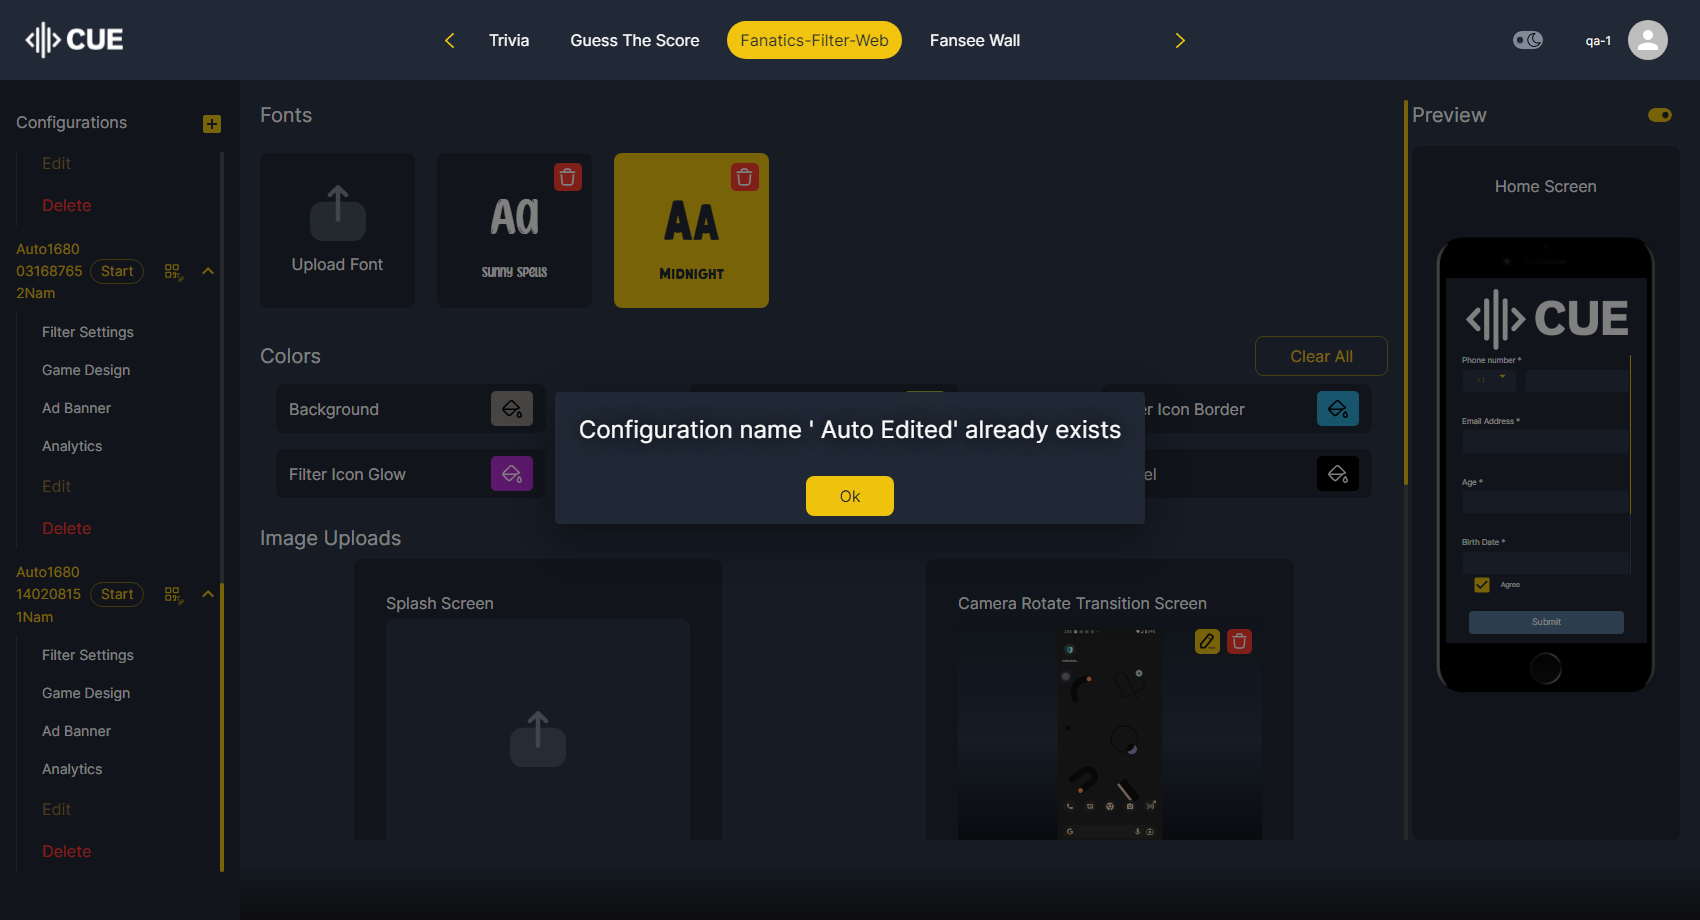 CUE
Trivia
Guess The Score
Fanatics-Filter-Web
Fansee Wall
qa-1
Configurations
Edit
Delete
Auto1680
03168765
2Nam
Start
Filter Settings
Game Design
Ad Banner
Analytics
Edit
Delete
Auto1680
14020815
1Nam
Start
Filter Settings
Game Design
Ad Banner
Analytics
Edit
Delete
Fonts
Upload Font
Aa
Sunny Spells
AA
Midnight
Colors
Clear All
Background
er Icon Border
Filter Icon Glow
el
Configuration name ' Auto Edited' already exists
Ok
Image Uploads
Splash Screen
Camera Rotate Transition Screen
Preview
Home Screen
CUE
Phone number *
+1
Email Address *
Age *
Birth Date *
Agree
Submit